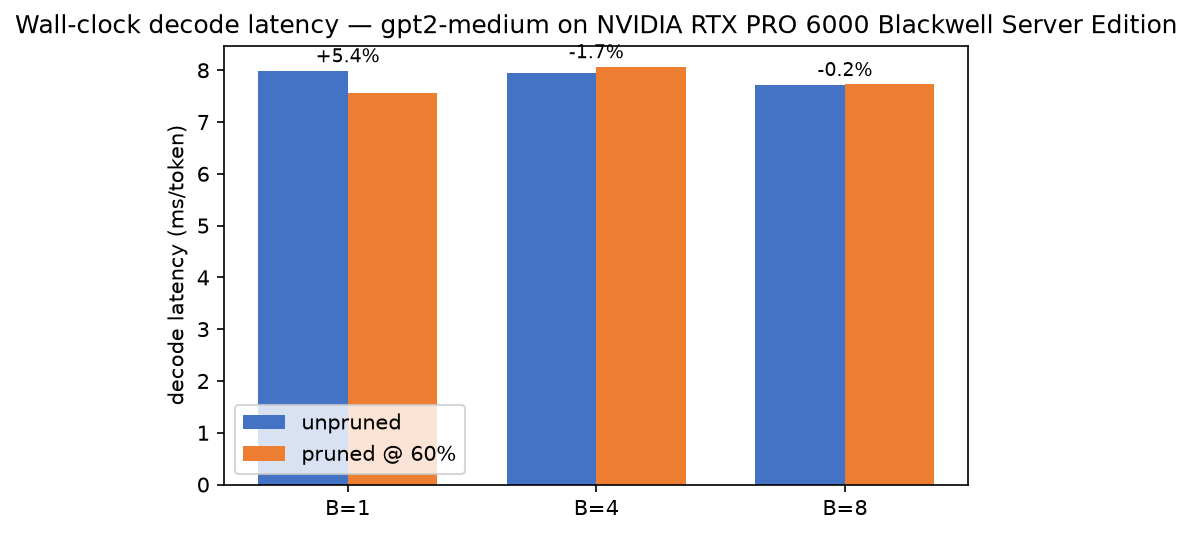 Wall-clock decode latency — gpt2-medium on NVIDIA RTX PRO 6000 Blackwell Server Edition
+5.4%
-1.7%
-0.2%
decode latency (ms/token)
8
7
6
5
4
3
2
1
0
unpruned
pruned @ 60%
B=1
B=4
B=8